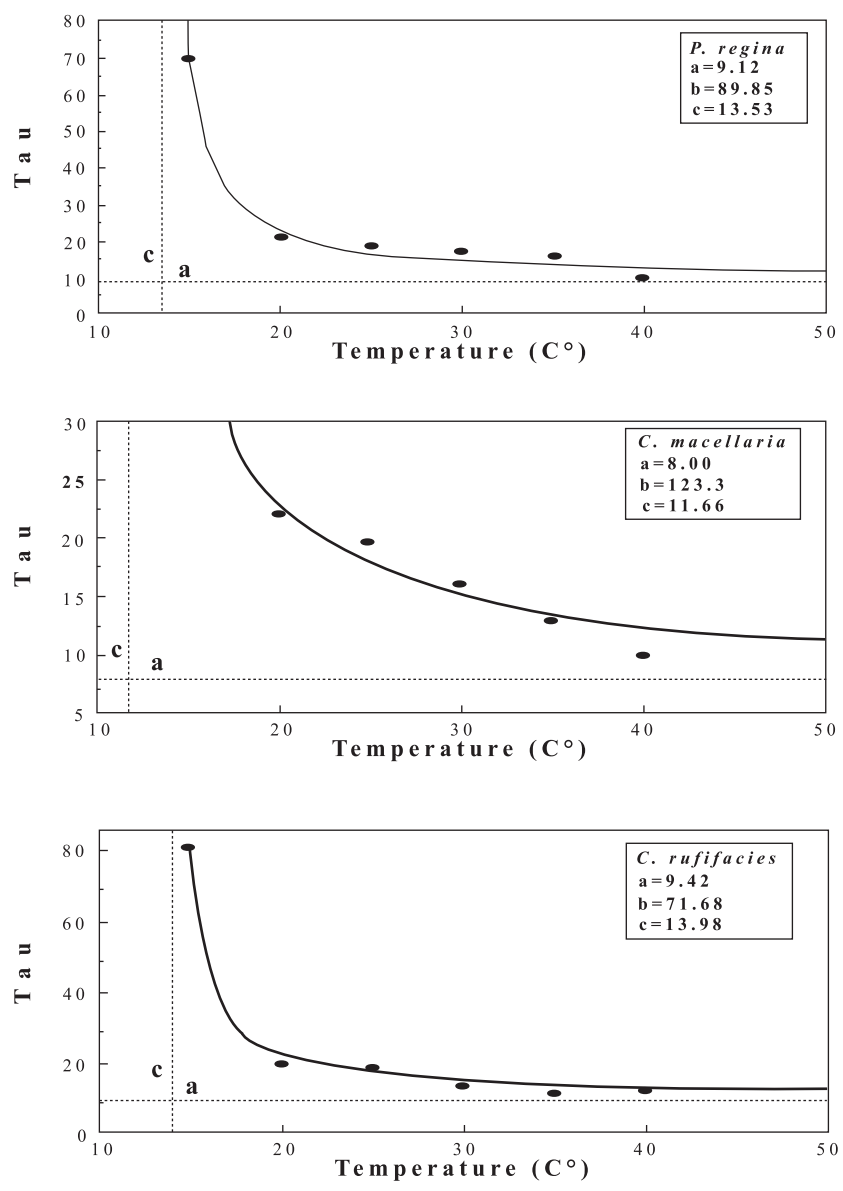 80
70
60
50
40
30
20
10
0
Tau
P. regina
a=9.12
b=89.85
c=13.53
c
a
10 20 30 40 50
Temperature (C°)
30
25
20
15
10
5
Tau
C. macellaria
a=8.00
b=123.3
c=11.66
c
a
10 20 30 40 50
Temperature (C°)
80
60
40
20
0
Tau
C. rufifacies
a=9.42
b=71.68
c=13.98
c
a
10 20 30 40 50
Temperature (C°)